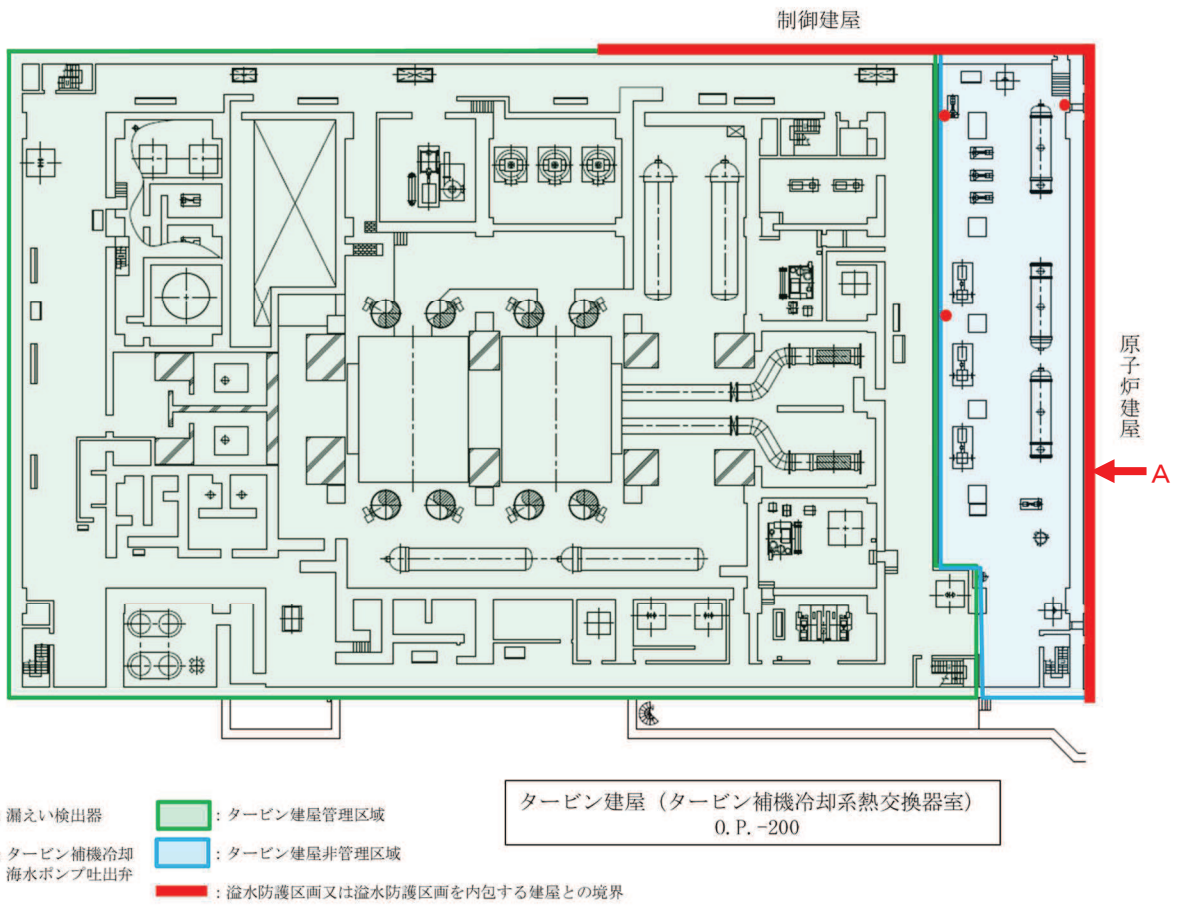 制御建屋
原子炉建屋
A
タービン建屋（タービン補機冷却系熱交換器室）
O.P.-200
漏えい検出器
：タービン建屋管理区域
：
タービン補機冷却
海水ポンプ吐出弁
：タービン建屋非管理区域
：溢水防護区画又は溢水防護区画を内包する建屋との境界